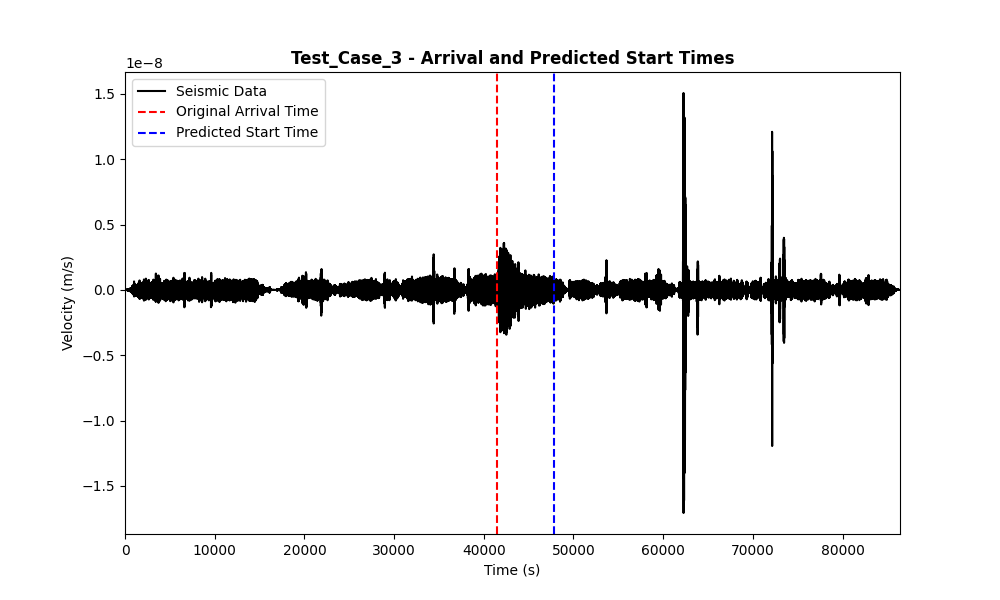 Test_Case_3 - Arrival and Predicted Start Times
1e−8
Seismic Data
Original Arrival Time
Predicted Start Time
1.5
1.0
0.5
0.0
−0.5
−1.0
−1.5
Velocity (m/s)
0 10000 20000 30000 40000 50000 60000 70000 80000
Time (s)